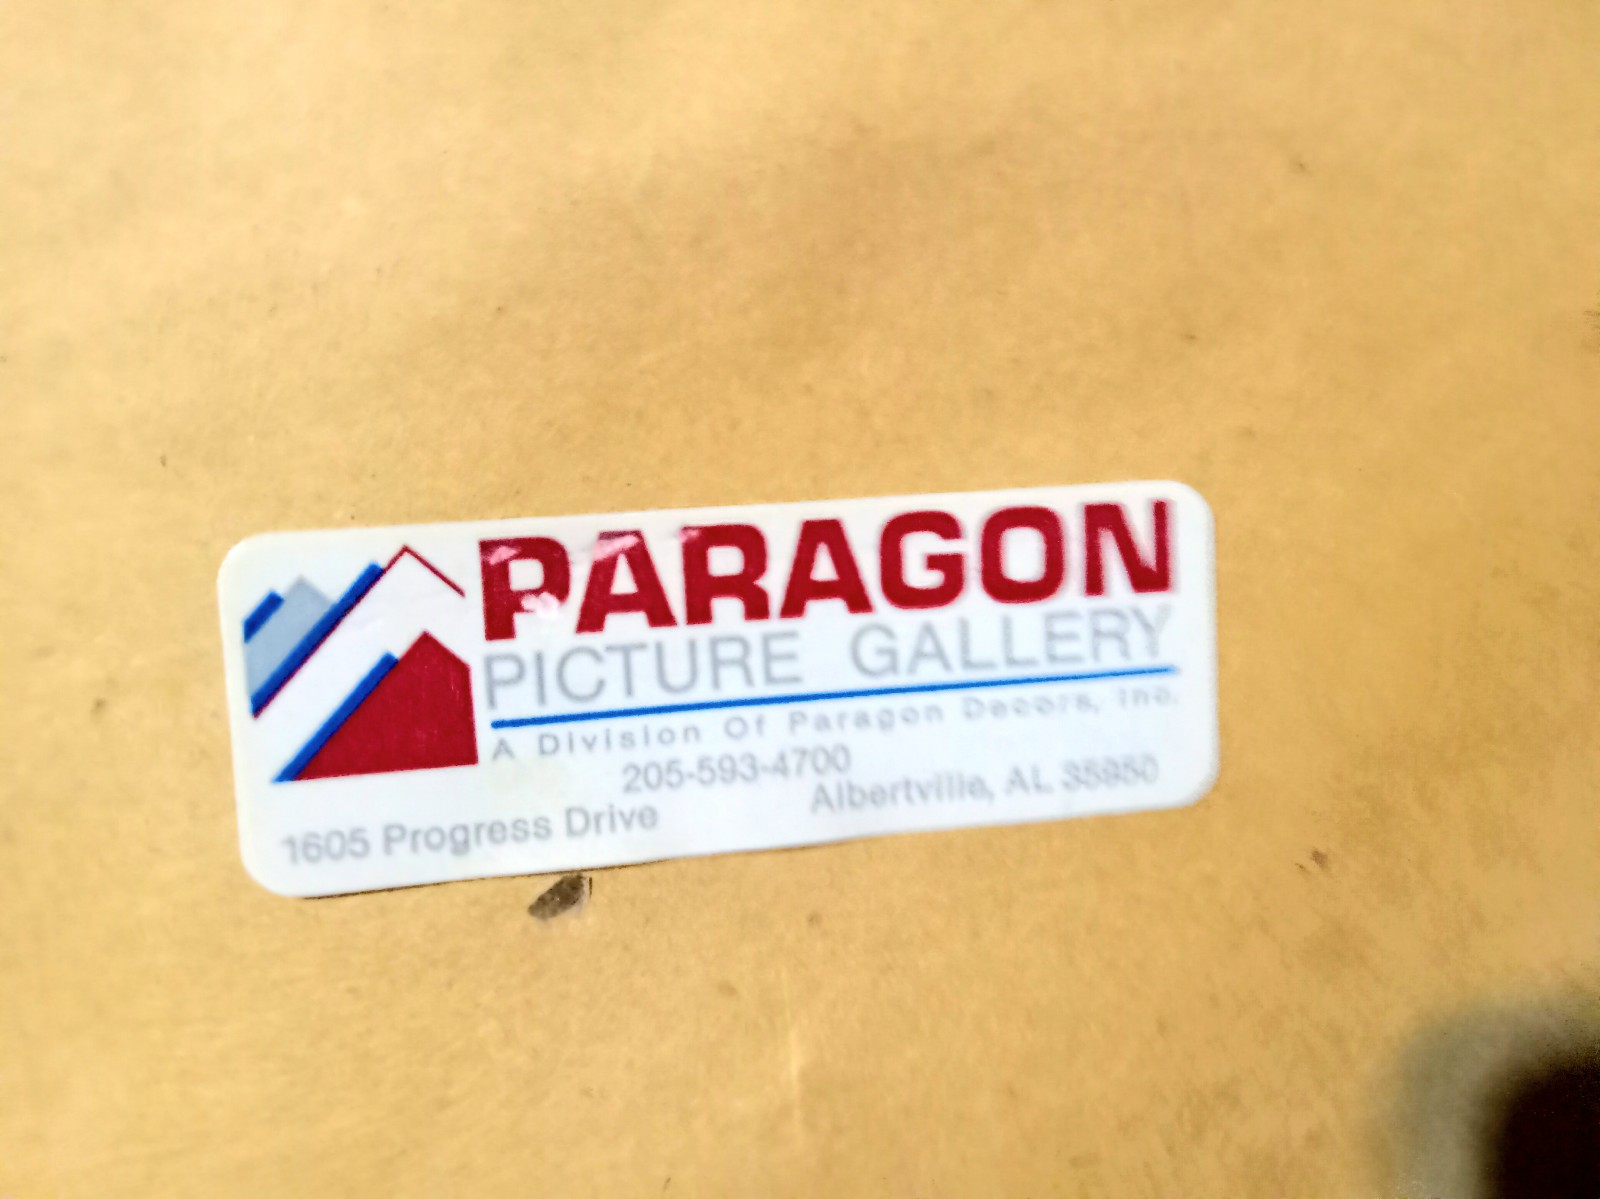 PARAGON
PICTURE GALLERY
A Division Of Paragon Decors, Inc.
205-593-4700
1605 Progress Drive Albertville, AL 35950